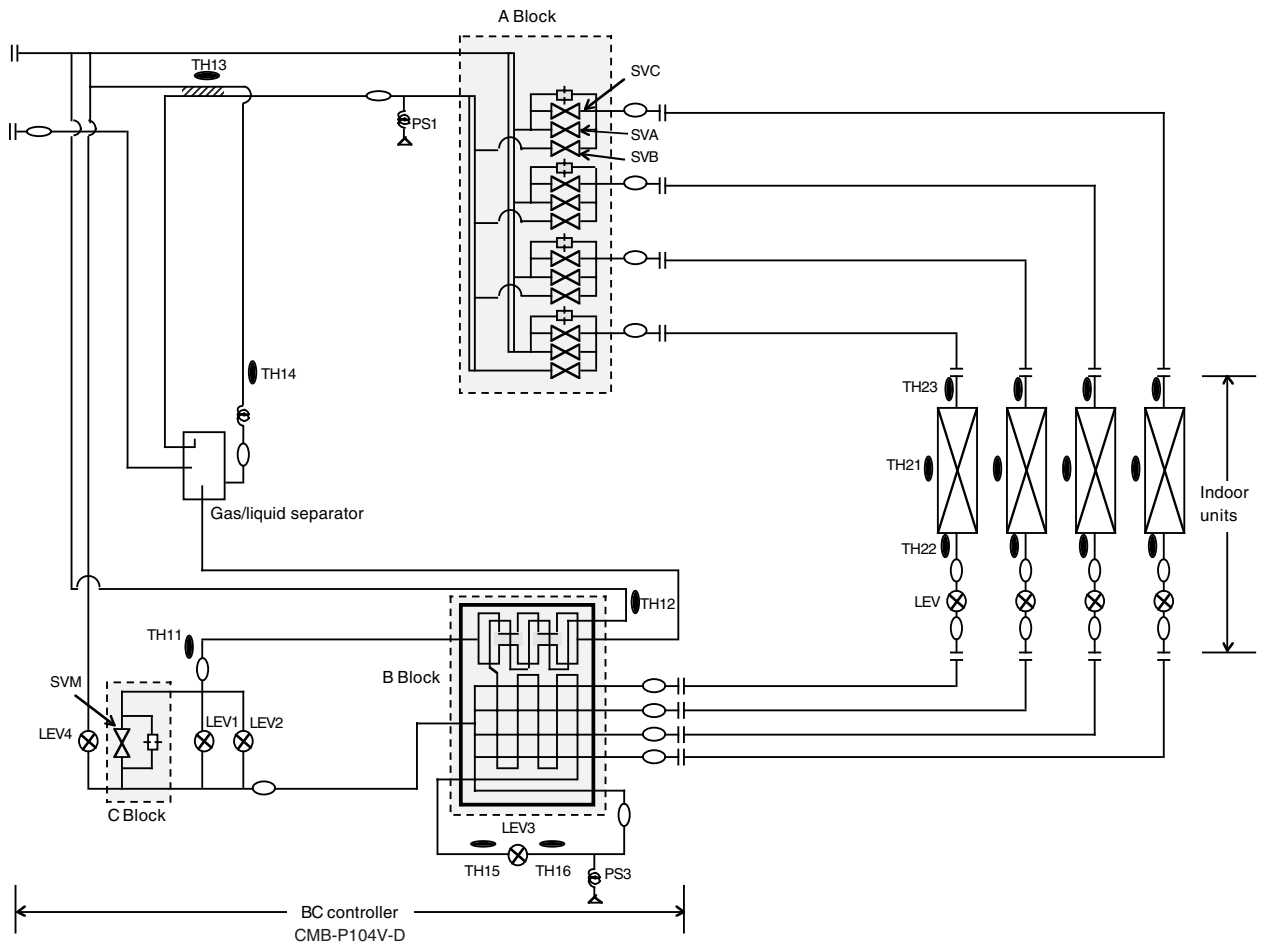 A Block
TH13
SVC
PS1
SVA
SVB
TH14
TH23
TH21
Indoor
units
Gas/liquid separator
TH22
TH12
LEV
TH11
B Block
SVM
LEV1
LEV2
LEV4
C Block
LEV3
TH15
TH16
PS3
BC controller
CMB-P104V-D